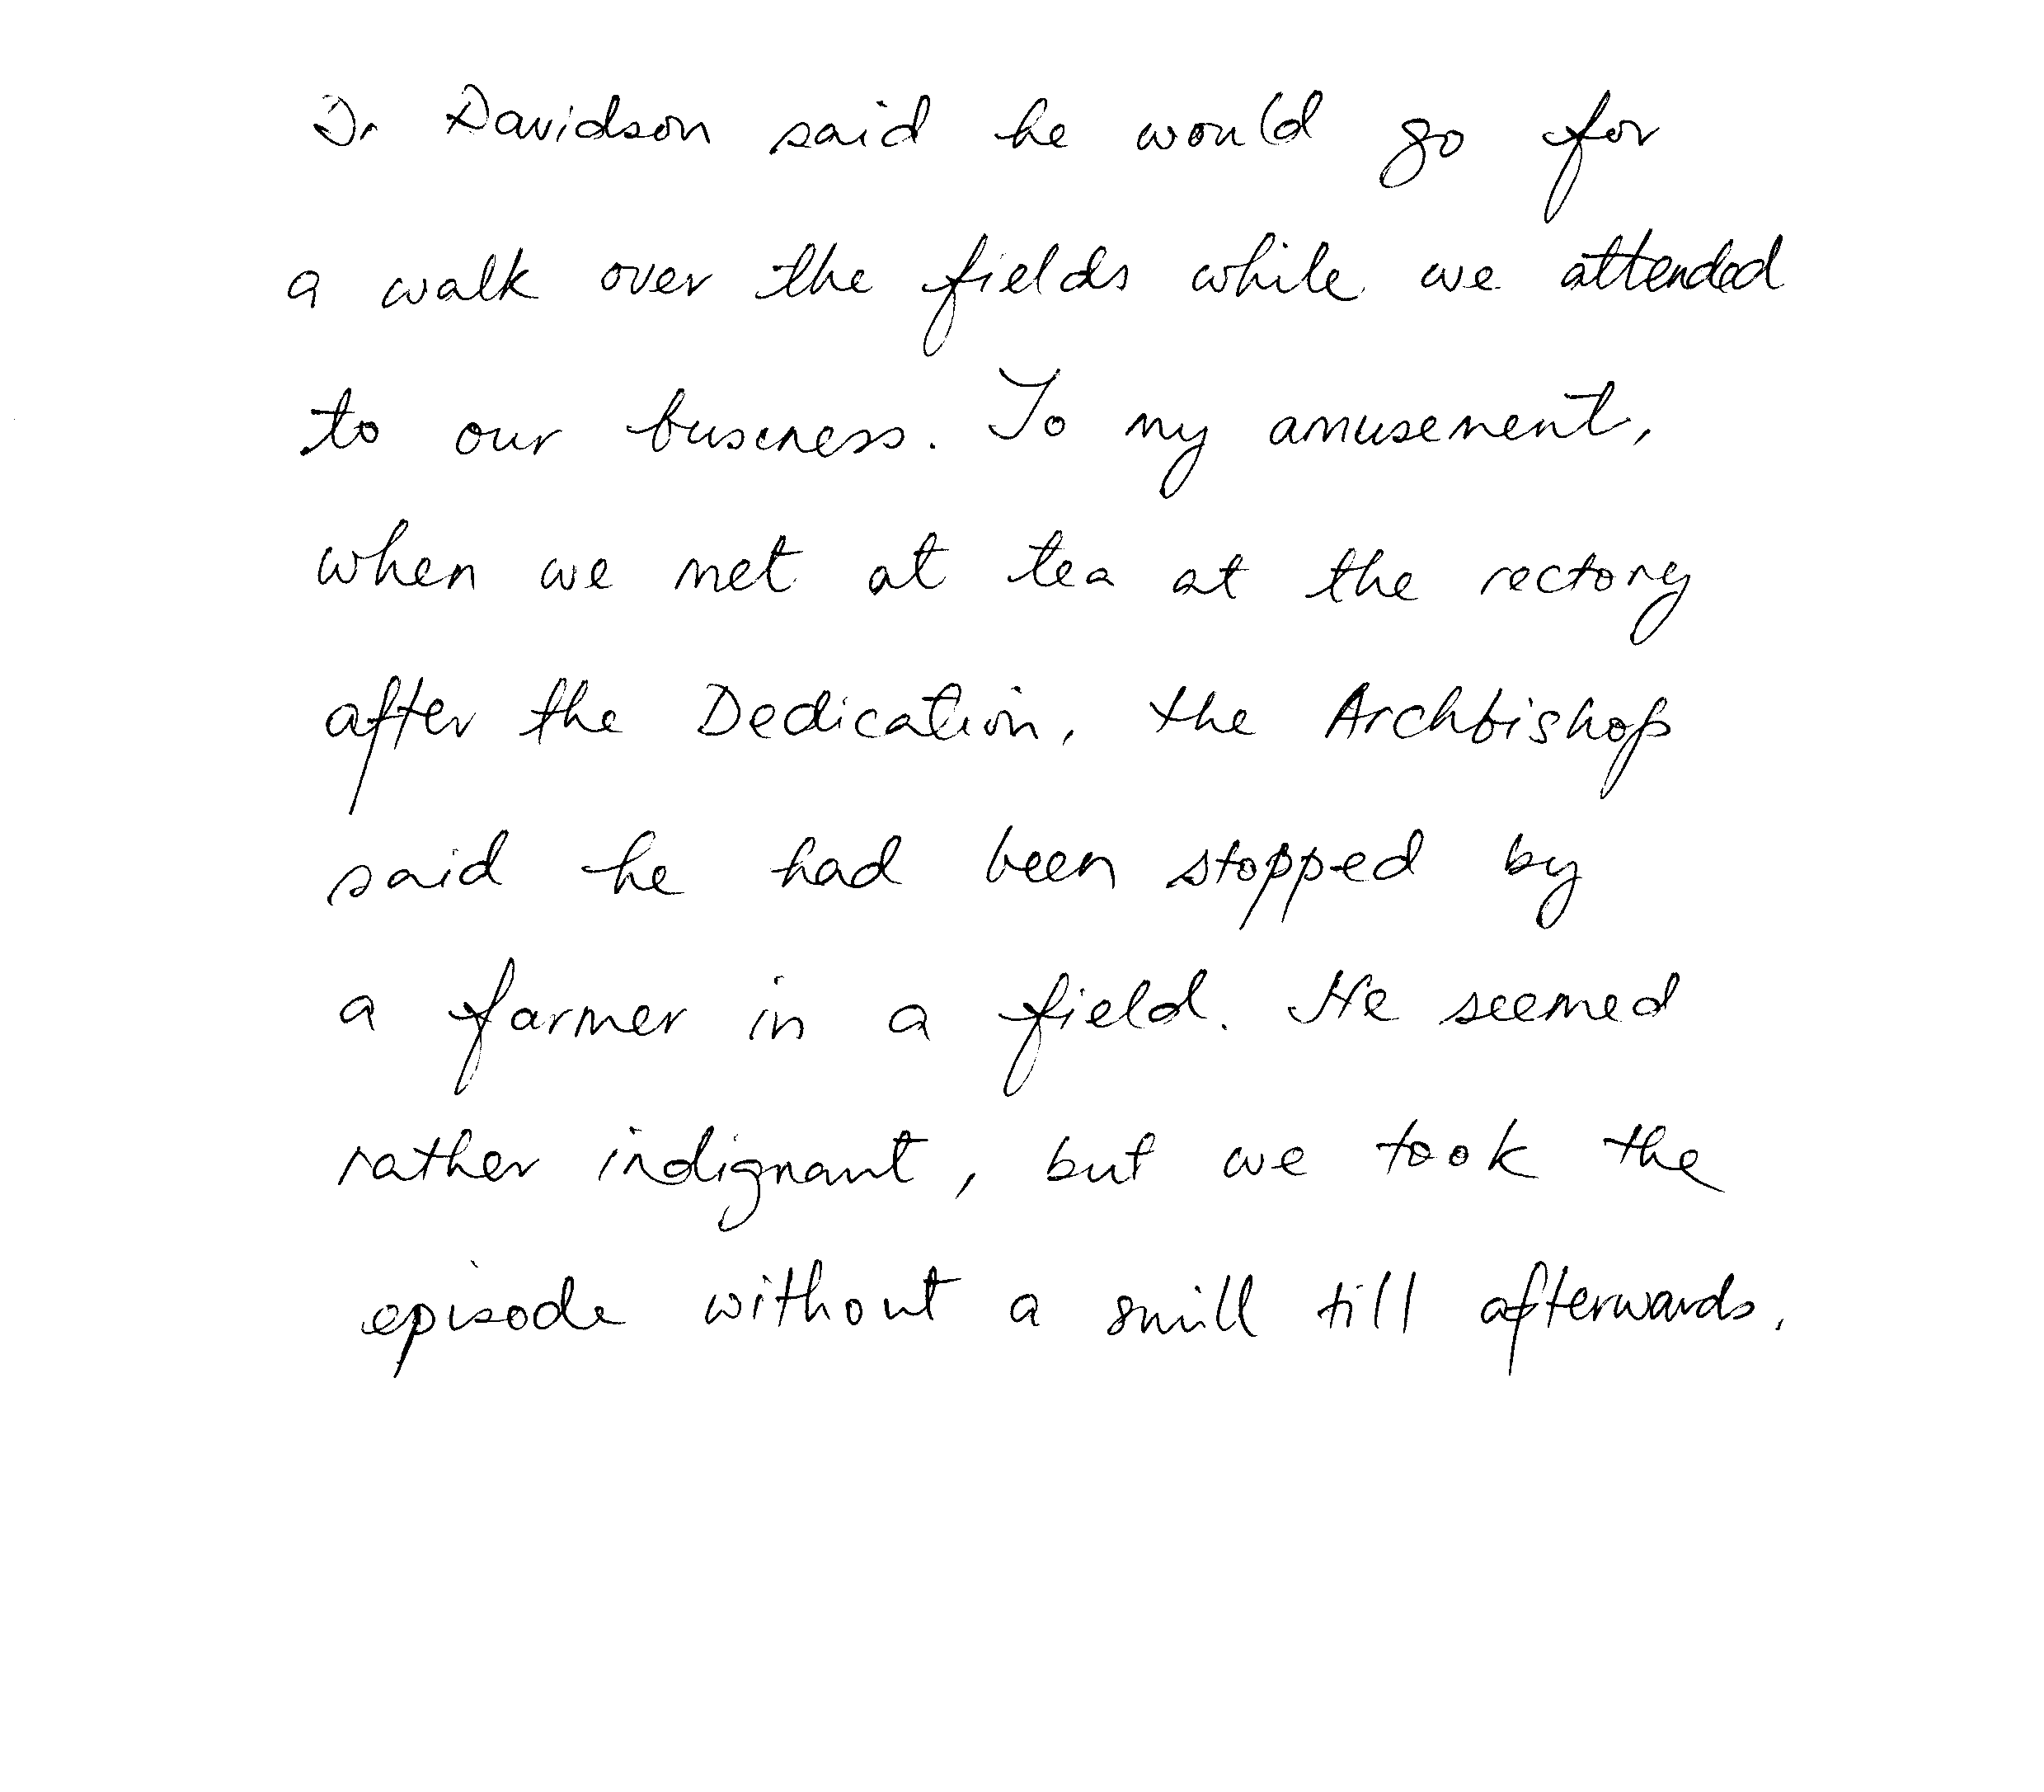 Dr Davidson said he would go for
a walk over the fields while we attended
to our business. To my amusement,
when we met at tea at the rectory
after the Dedication, the Archbishop
said he had been stopped by
a farmer in a field. He seemed
rather indignant, but we took the
episode without a smile till afterwards.